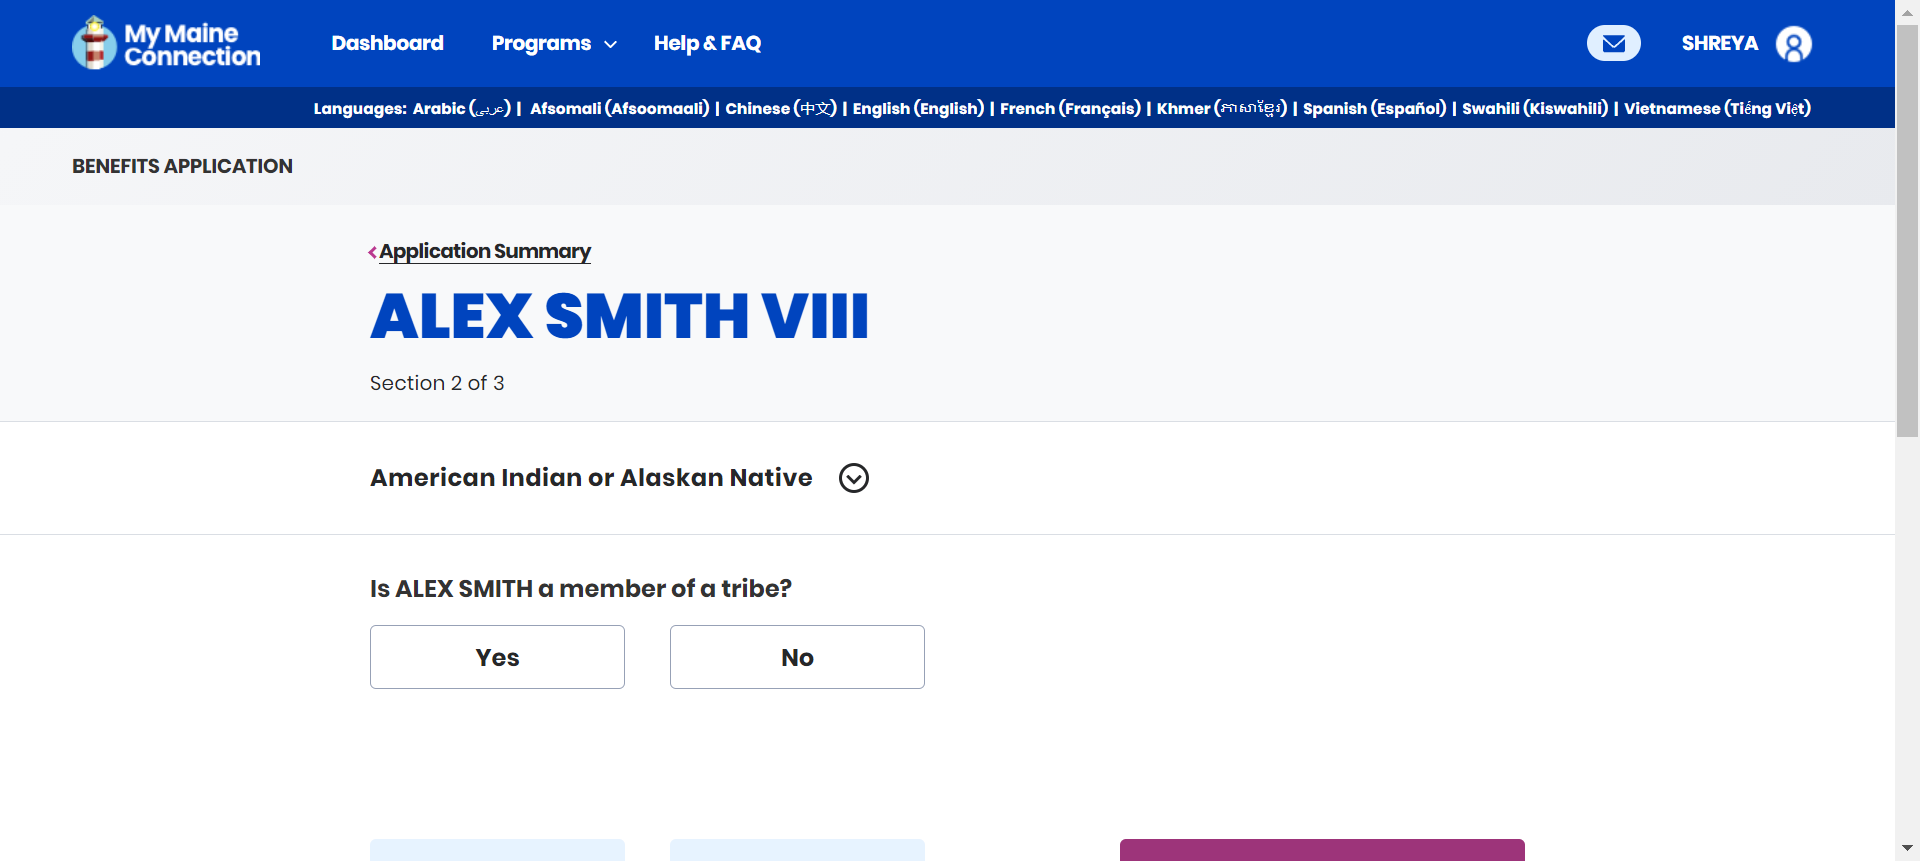 My Maine
Connection
Dashboard Programs Help & FAQ SHREYA
Languages: Arabic (عربي) | Afsomali (Afsoomaali) | Chinese (中文) | English (English) | French (Français) | Khmer (ភាសាខ្មែរ) | Spanish (Español) | Swahili (Kiswahili) | Vietnamese (Tiếng Việt)
BENEFITS APPLICATION
Application Summary
ALEX SMITH VIII
Section 2 of 3
American Indian or Alaskan Native
Is ALEX SMITH a member of a tribe?
Yes No